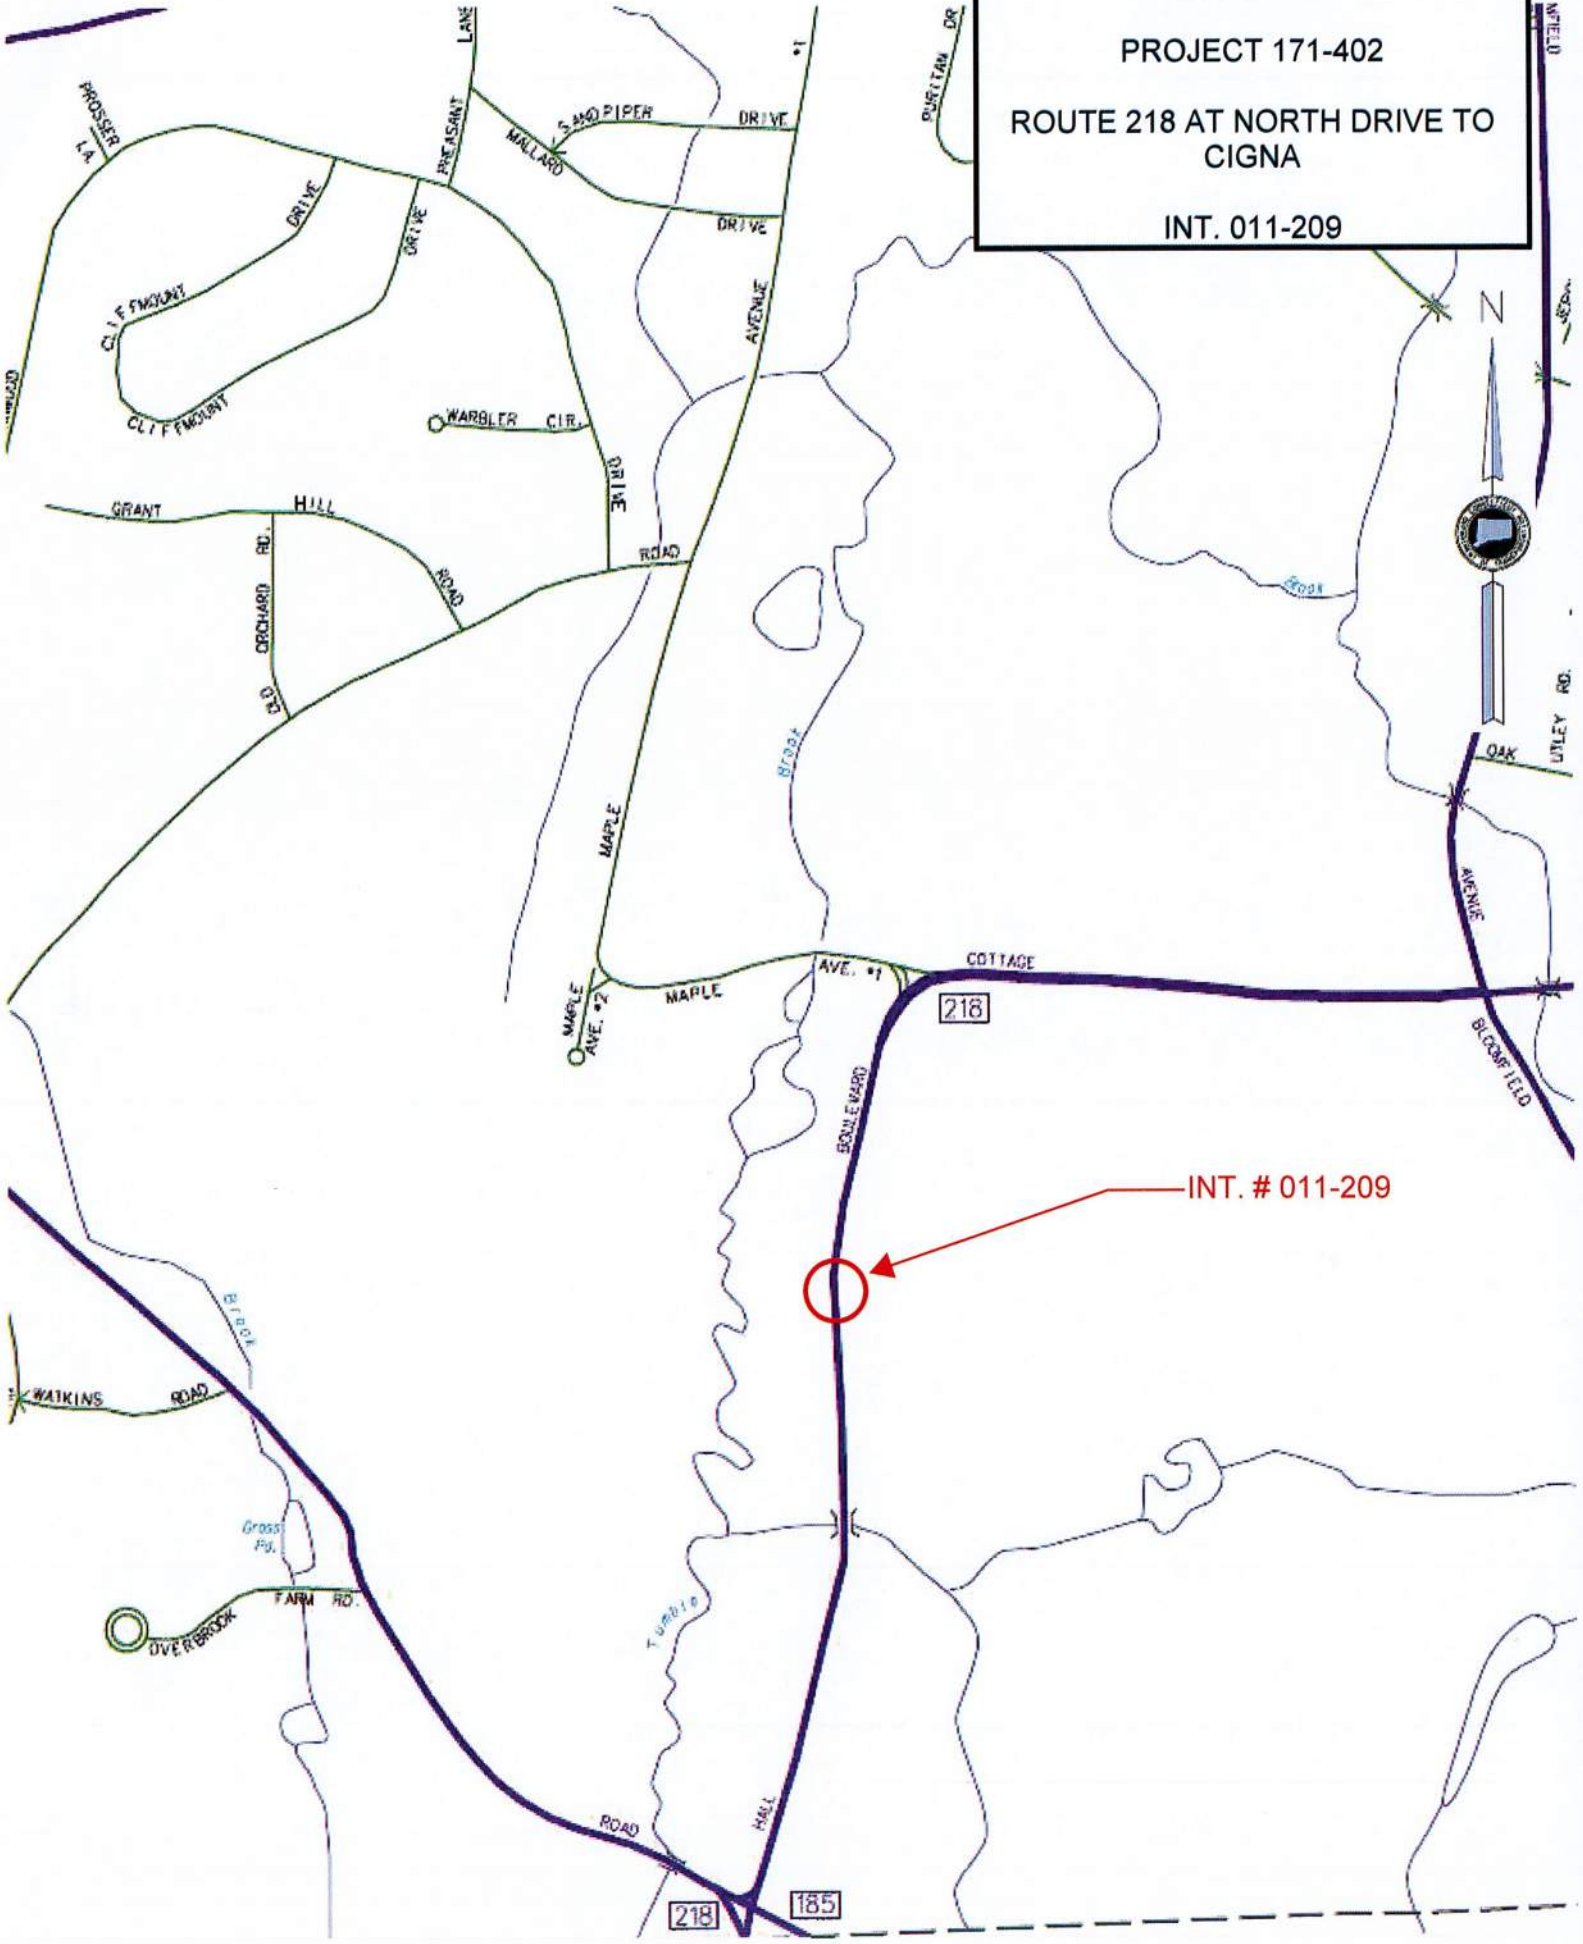 PROJECT 171-402
ROUTE 218 AT NORTH DRIVE TO
CIGNA
INT. 011-209
LANE
#1
PURITAN DR
PROSSER
LA.
PHEASANT
SANDPIPER DRIVE
MALLARD
DRIVE
DRIVE
DRIVE
CLIFFMOUNT
AVENUE
N
CLIFFMOUNT
WARBLER CIR.
DRIVE
GRANT HILL
ROAD
ROAD
OLD ORCHARD RD.
Brook
Brook
OAK
UTLEY RD.
MAPLE
AVENUE
COTTAGE
AVE. #1
MAPLE
MAPLE
AVE. #2
218
BOULEVARD
BLOOMFIELD
INT. # 011-209
Brook
WATKINS ROAD
Gross
Pd.
FARM RD.
OVERBROOK
Tumble
ROAD
HALL
218
185